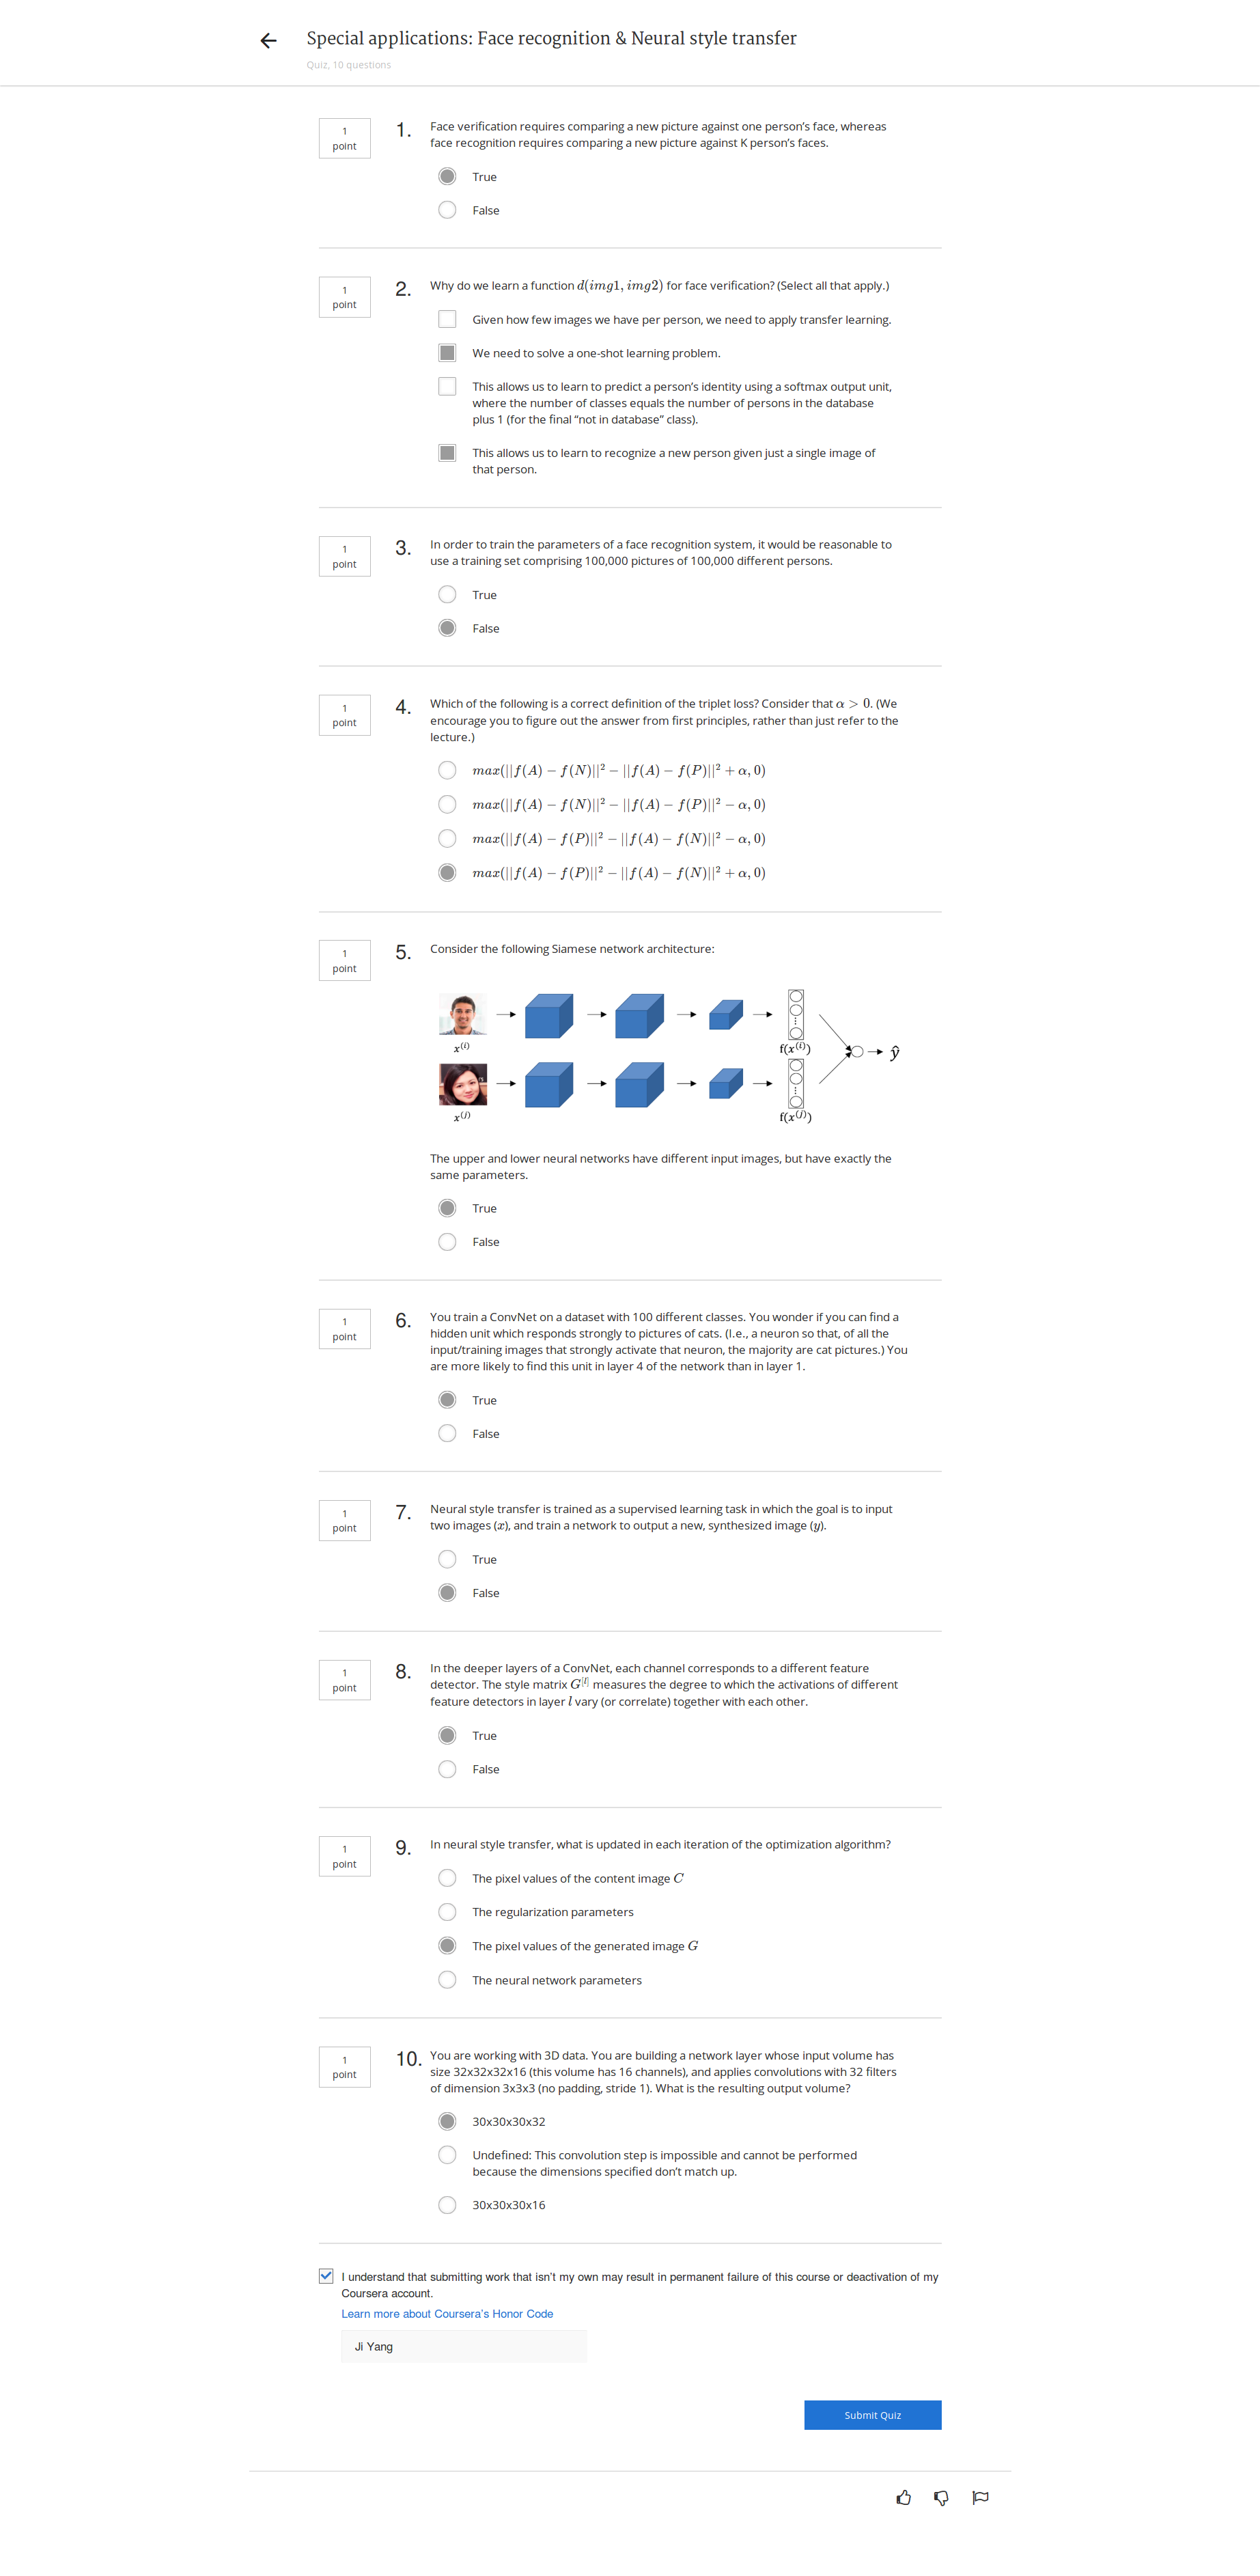 Special applications: Face recognition & Neural style transfer
Quiz, 10 questions
1
point
1.
Face verification requires comparing a new picture against one person's face, whereas
face recognition requires comparing a new picture against K person's faces.
True
False
1
point
2.
Why do we learn a function d(img1, img2) for face verification? (Select all that apply.)
Given how few images we have per person, we need to apply transfer learning.
We need to solve a one-shot learning problem.
This allows us to learn to predict a person's identity using a softmax output unit,
where the number of classes equals the number of persons in the database
plus 1 (for the final “not in database” class).
This allows us to learn to recognize a new person given just a single image of
that person.
1
point
3.
In order to train the parameters of a face recognition system, it would be reasonable to
use a training set comprising 100,000 pictures of 100,000 different persons.
True
False
1
point
4.
Which of the following is a correct definition of the triplet loss? Consider that α > 0. (We
encourage you to figure out the answer from first principles, rather than just refer to the
lecture.)
max(||f(A) − f(N)||² − ||f(A) − f(P)||² + α, 0)
max(||f(A) − f(N)||² − ||f(A) − f(P)||² − α, 0)
max(||f(A) − f(P)||² − ||f(A) − f(N)||² − α, 0)
max(||f(A) − f(P)||² − ||f(A) − f(N)||² + α, 0)
1
point
5.
Consider the following Siamese network architecture:
x⁽ⁱ⁾
f(x⁽ⁱ⁾)
ŷ
x⁽ʲ⁾
f(x⁽ʲ⁾)
The upper and lower neural networks have different input images, but have exactly the
same parameters.
True
False
1
point
6.
You train a ConvNet on a dataset with 100 different classes. You wonder if you can find a
hidden unit which responds strongly to pictures of cats. (I.e., a neuron so that, of all the
input/training images that strongly activate that neuron, the majority are cat pictures.) You
are more likely to find this unit in layer 4 of the network than in layer 1.
True
False
1
point
7.
Neural style transfer is trained as a supervised learning task in which the goal is to input
two images (x), and train a network to output a new, synthesized image (y).
True
False
1
point
8.
In the deeper layers of a ConvNet, each channel corresponds to a different feature
detector. The style matrix G^[l] measures the degree to which the activations of different
feature detectors in layer l vary (or correlate) together with each other.
True
False
1
point
9.
In neural style transfer, what is updated in each iteration of the optimization algorithm?
The pixel values of the content image C
The regularization parameters
The pixel values of the generated image G
The neural network parameters
1
point
10.
You are working with 3D data. You are building a network layer whose input volume has
size 32x32x32x16 (this volume has 16 channels), and applies convolutions with 32 filters
of dimension 3x3x3 (no padding, stride 1). What is the resulting output volume?
30x30x30x32
Undefined: This convolution step is impossible and cannot be performed
because the dimensions specified don't match up.
30x30x30x16
I understand that submitting work that isn't my own may result in permanent failure of this course or deactivation of my
Coursera account.
Learn more about Coursera's Honor Code
Ji Yang
Submit Quiz